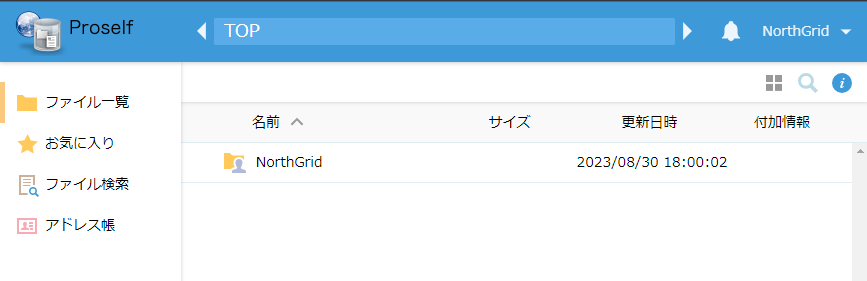 Proself
TOP
NorthGrid
ファイル一覧
お気に入り
ファイル検索
アドレス帳
名前 サイズ 更新日時 付加情報
NorthGrid 2023/08/30 18:00:02